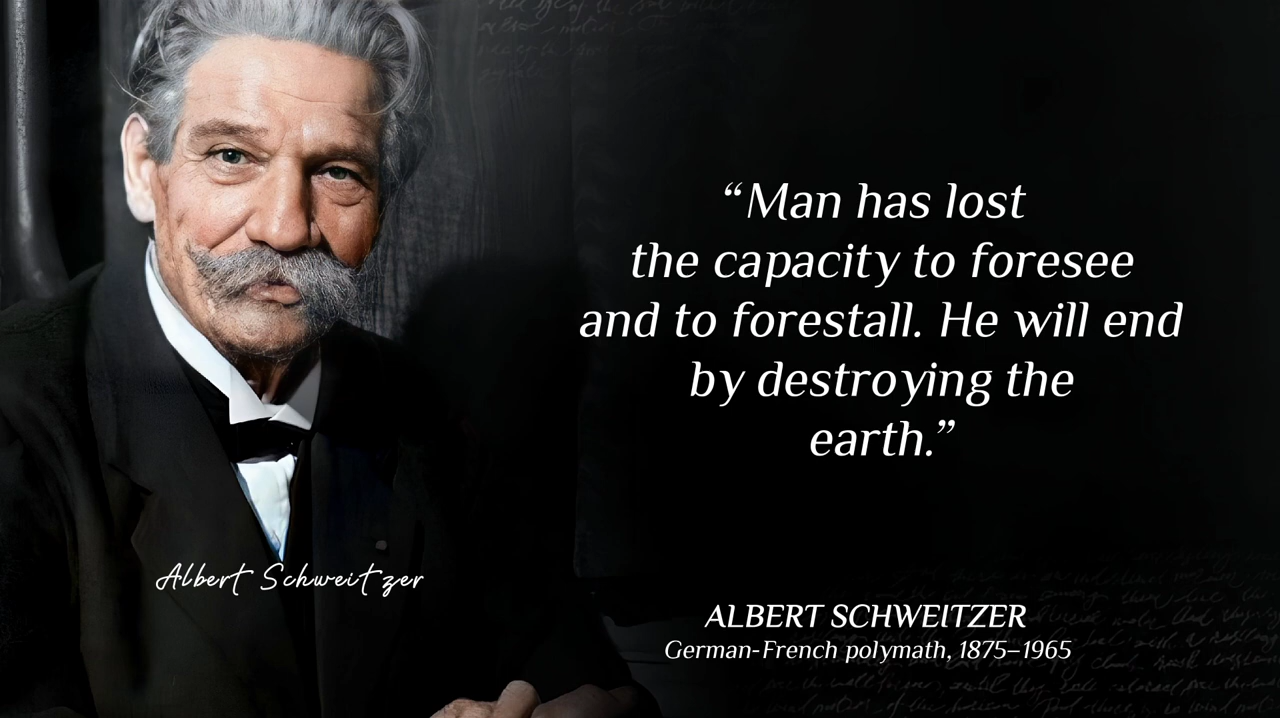 “Man has lost
the capacity to foresee
and to forestall. He will end
by destroying the
earth.”
Albert Schweitzer
ALBERT SCHWEITZER
German-French polymath, 1875–1965